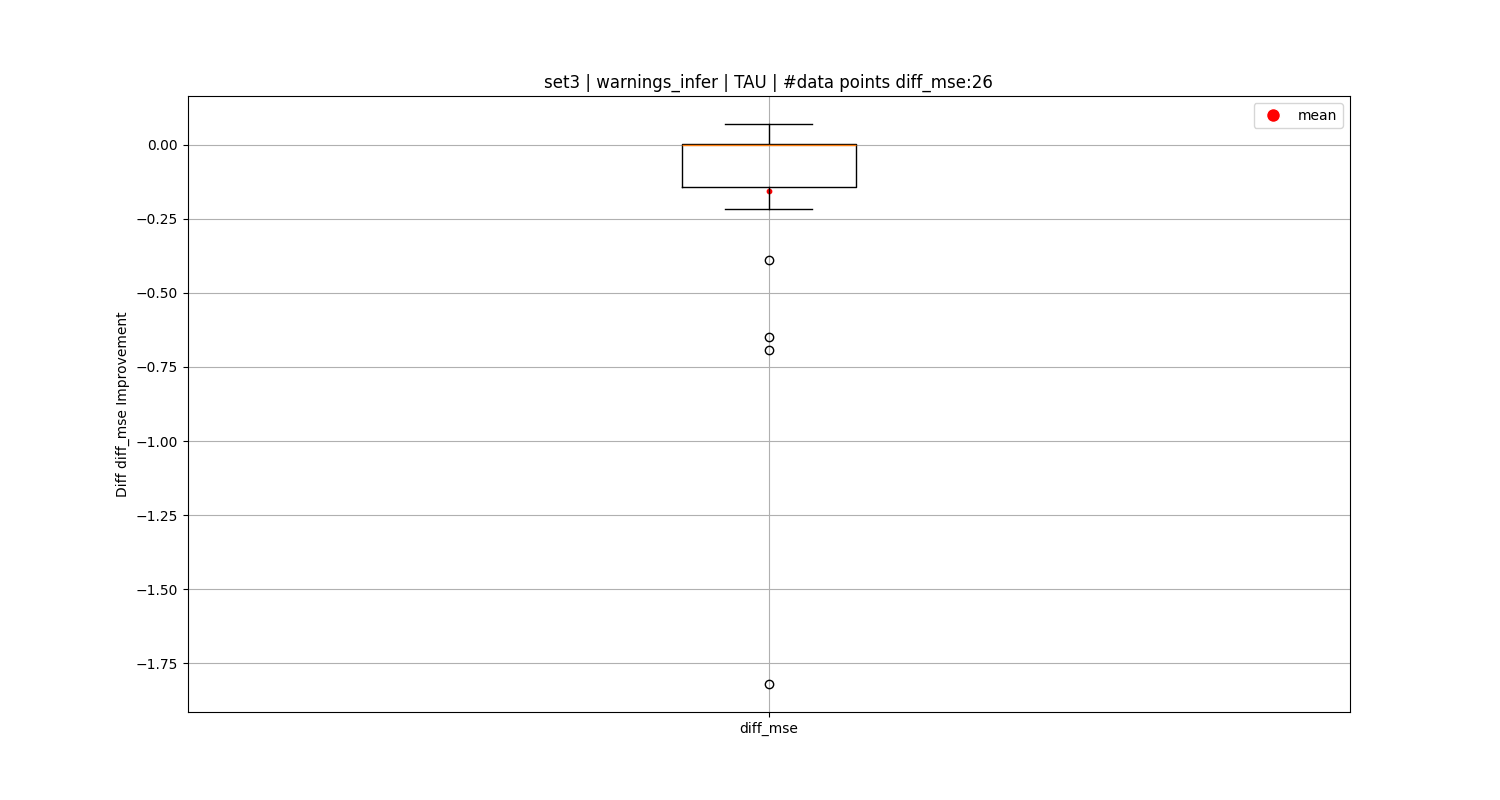 set3 | warnings_infer | TAU | #data points diff_mse:26
mean
0.00
−0.25
−0.50
−0.75
−1.00
−1.25
−1.50
−1.75
Diff diff_mse Improvement
diff_mse